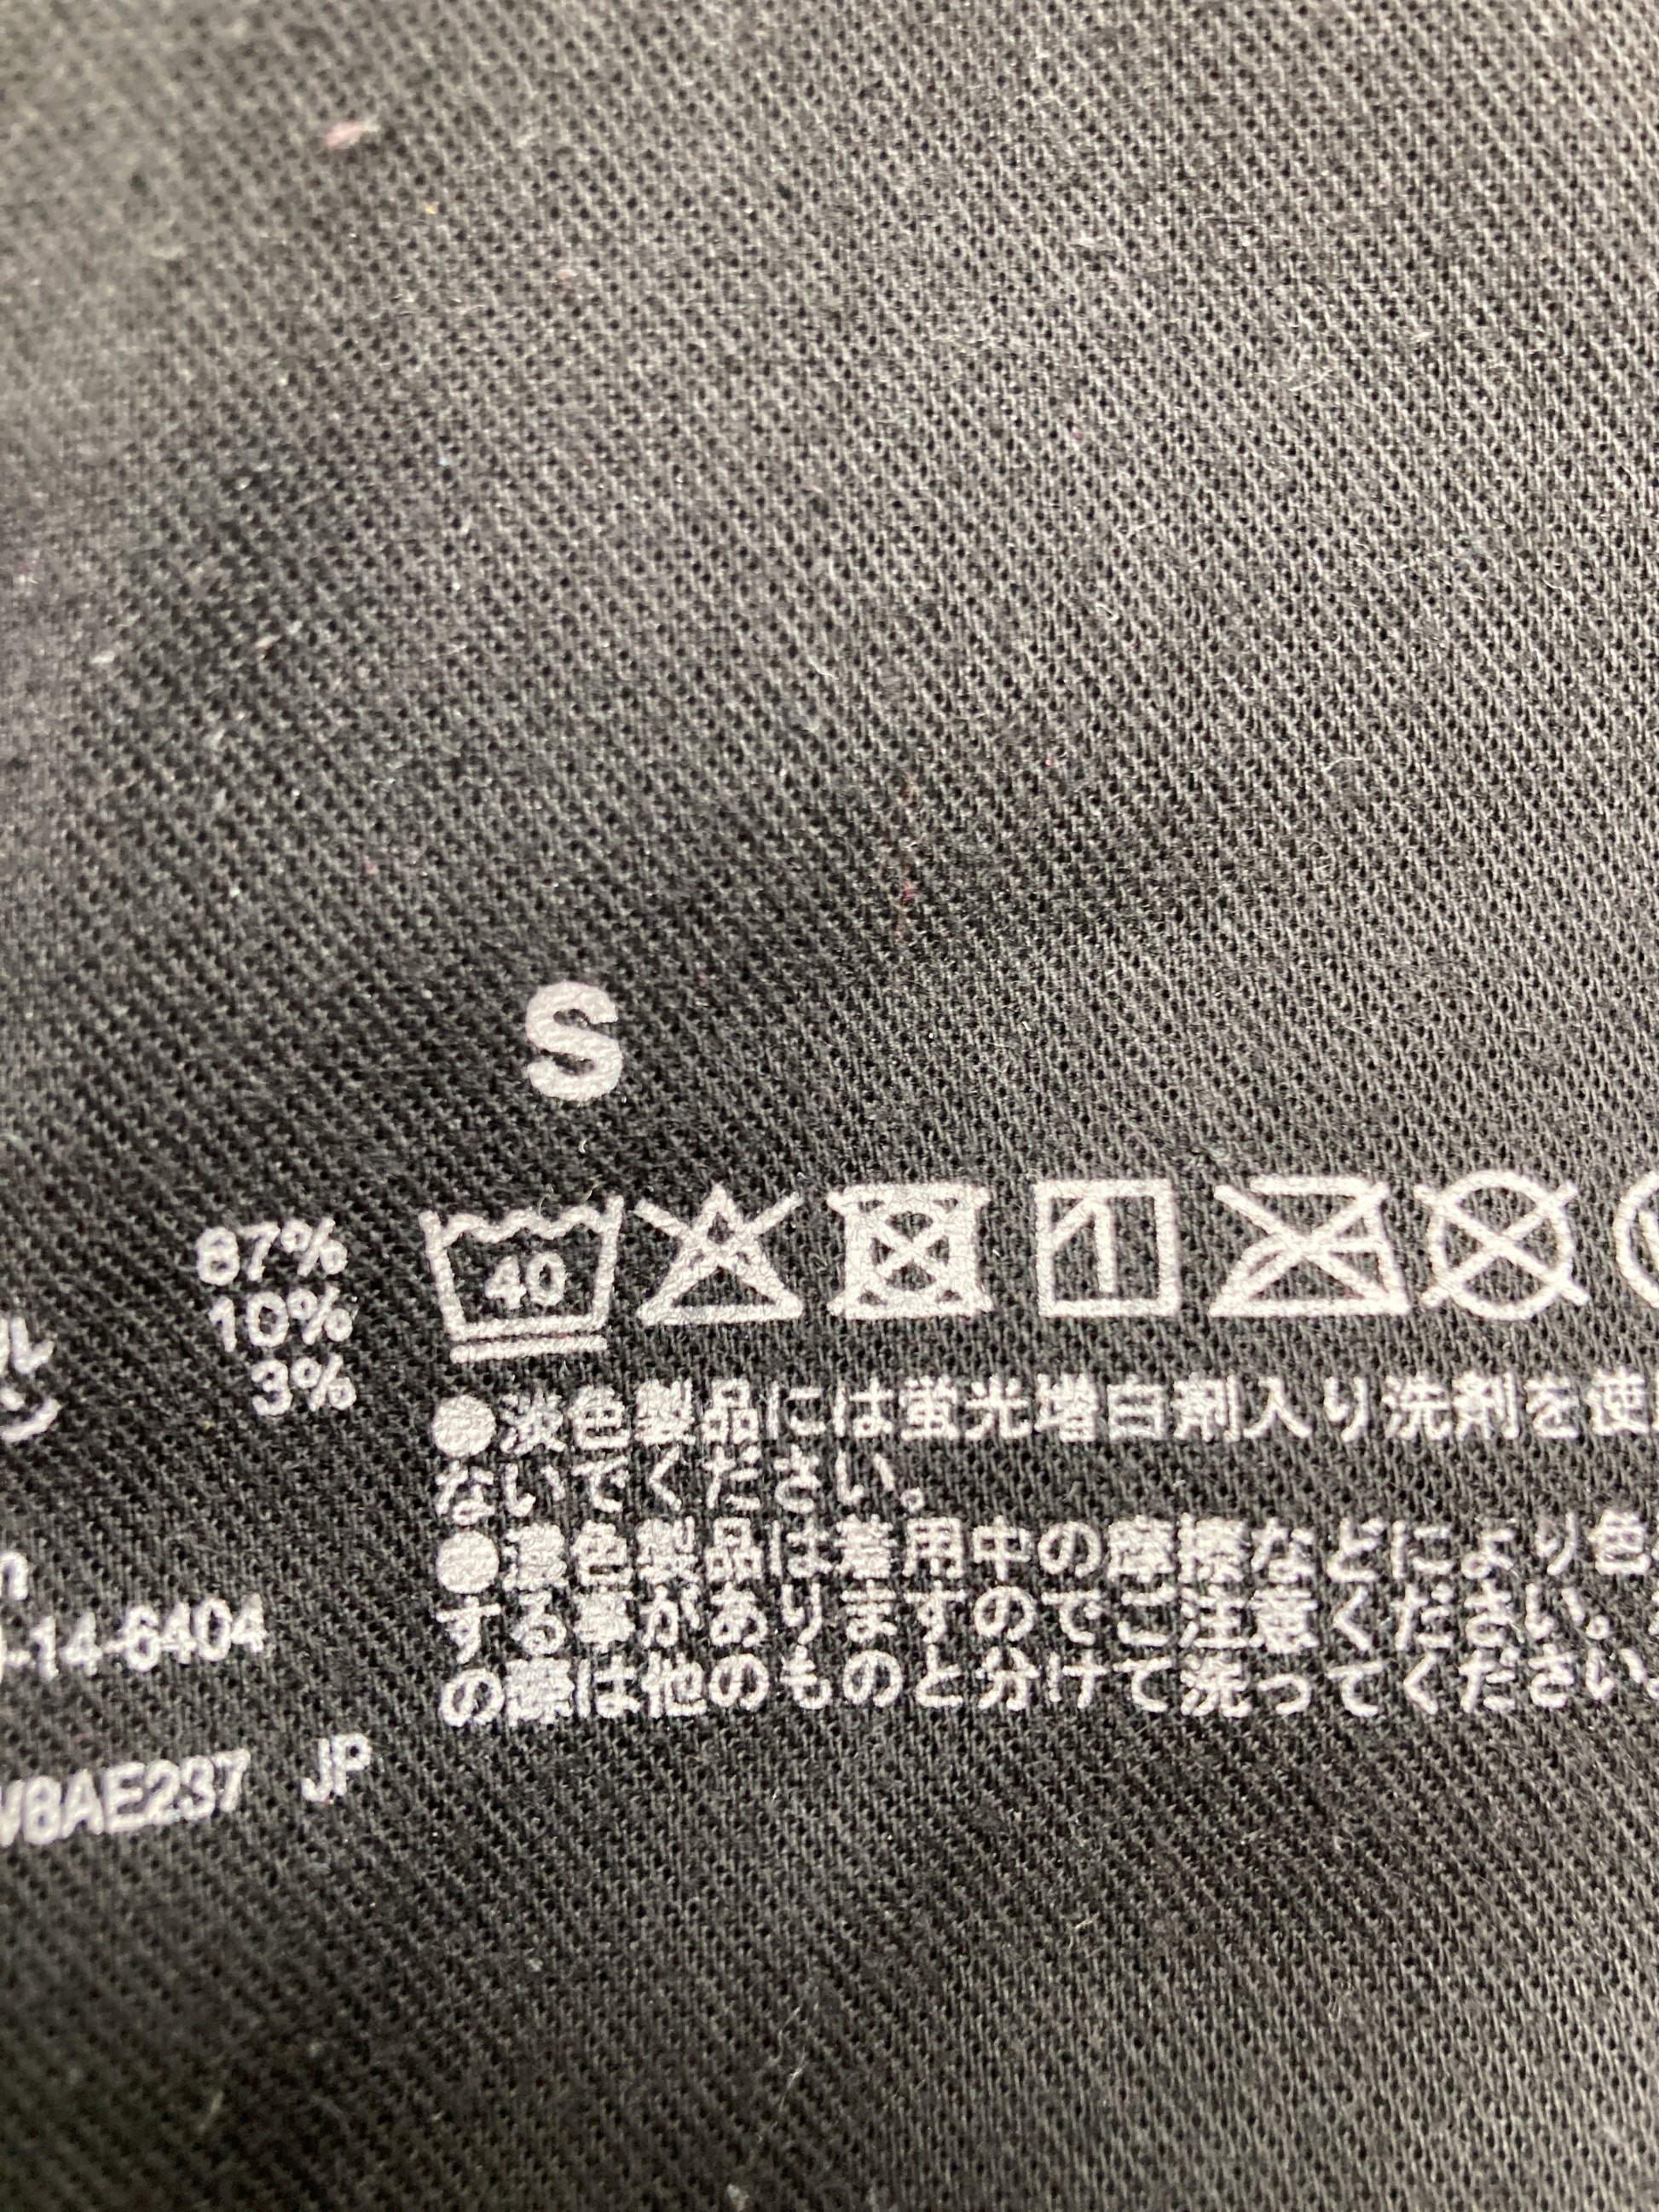 S
87%
10%
3%
ル
ン
n
-14-6404
V8AE237 JP
40
●淡色製品には蛍光増白剤入り洗剤を使
ないでください。
●濃色製品は着用中の摩擦などにより色
する事がありますのでご注意ください。
の際は他のものと分けて洗ってください。